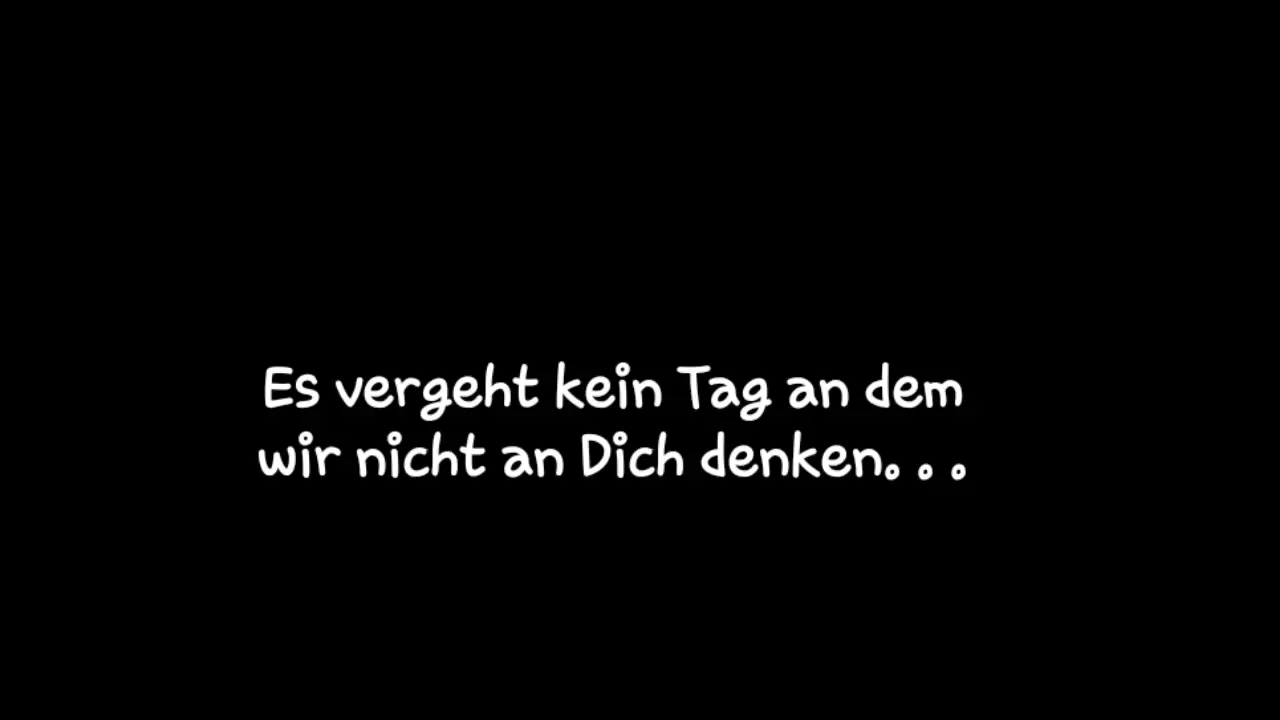 Es vergeht kein Tag an dem
wir nicht an Dich denken. . .